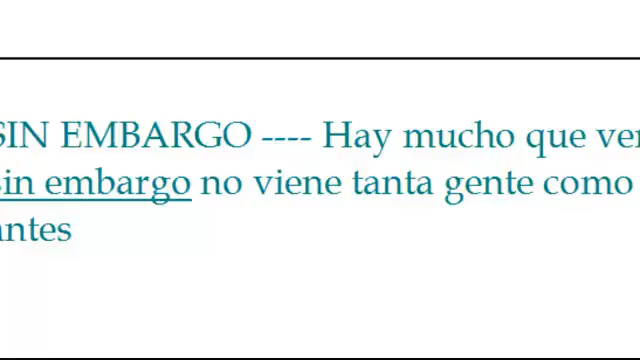 SIN EMBARGO ---- Hay mucho que ver
sin embargo no viene tanta gente como
antes